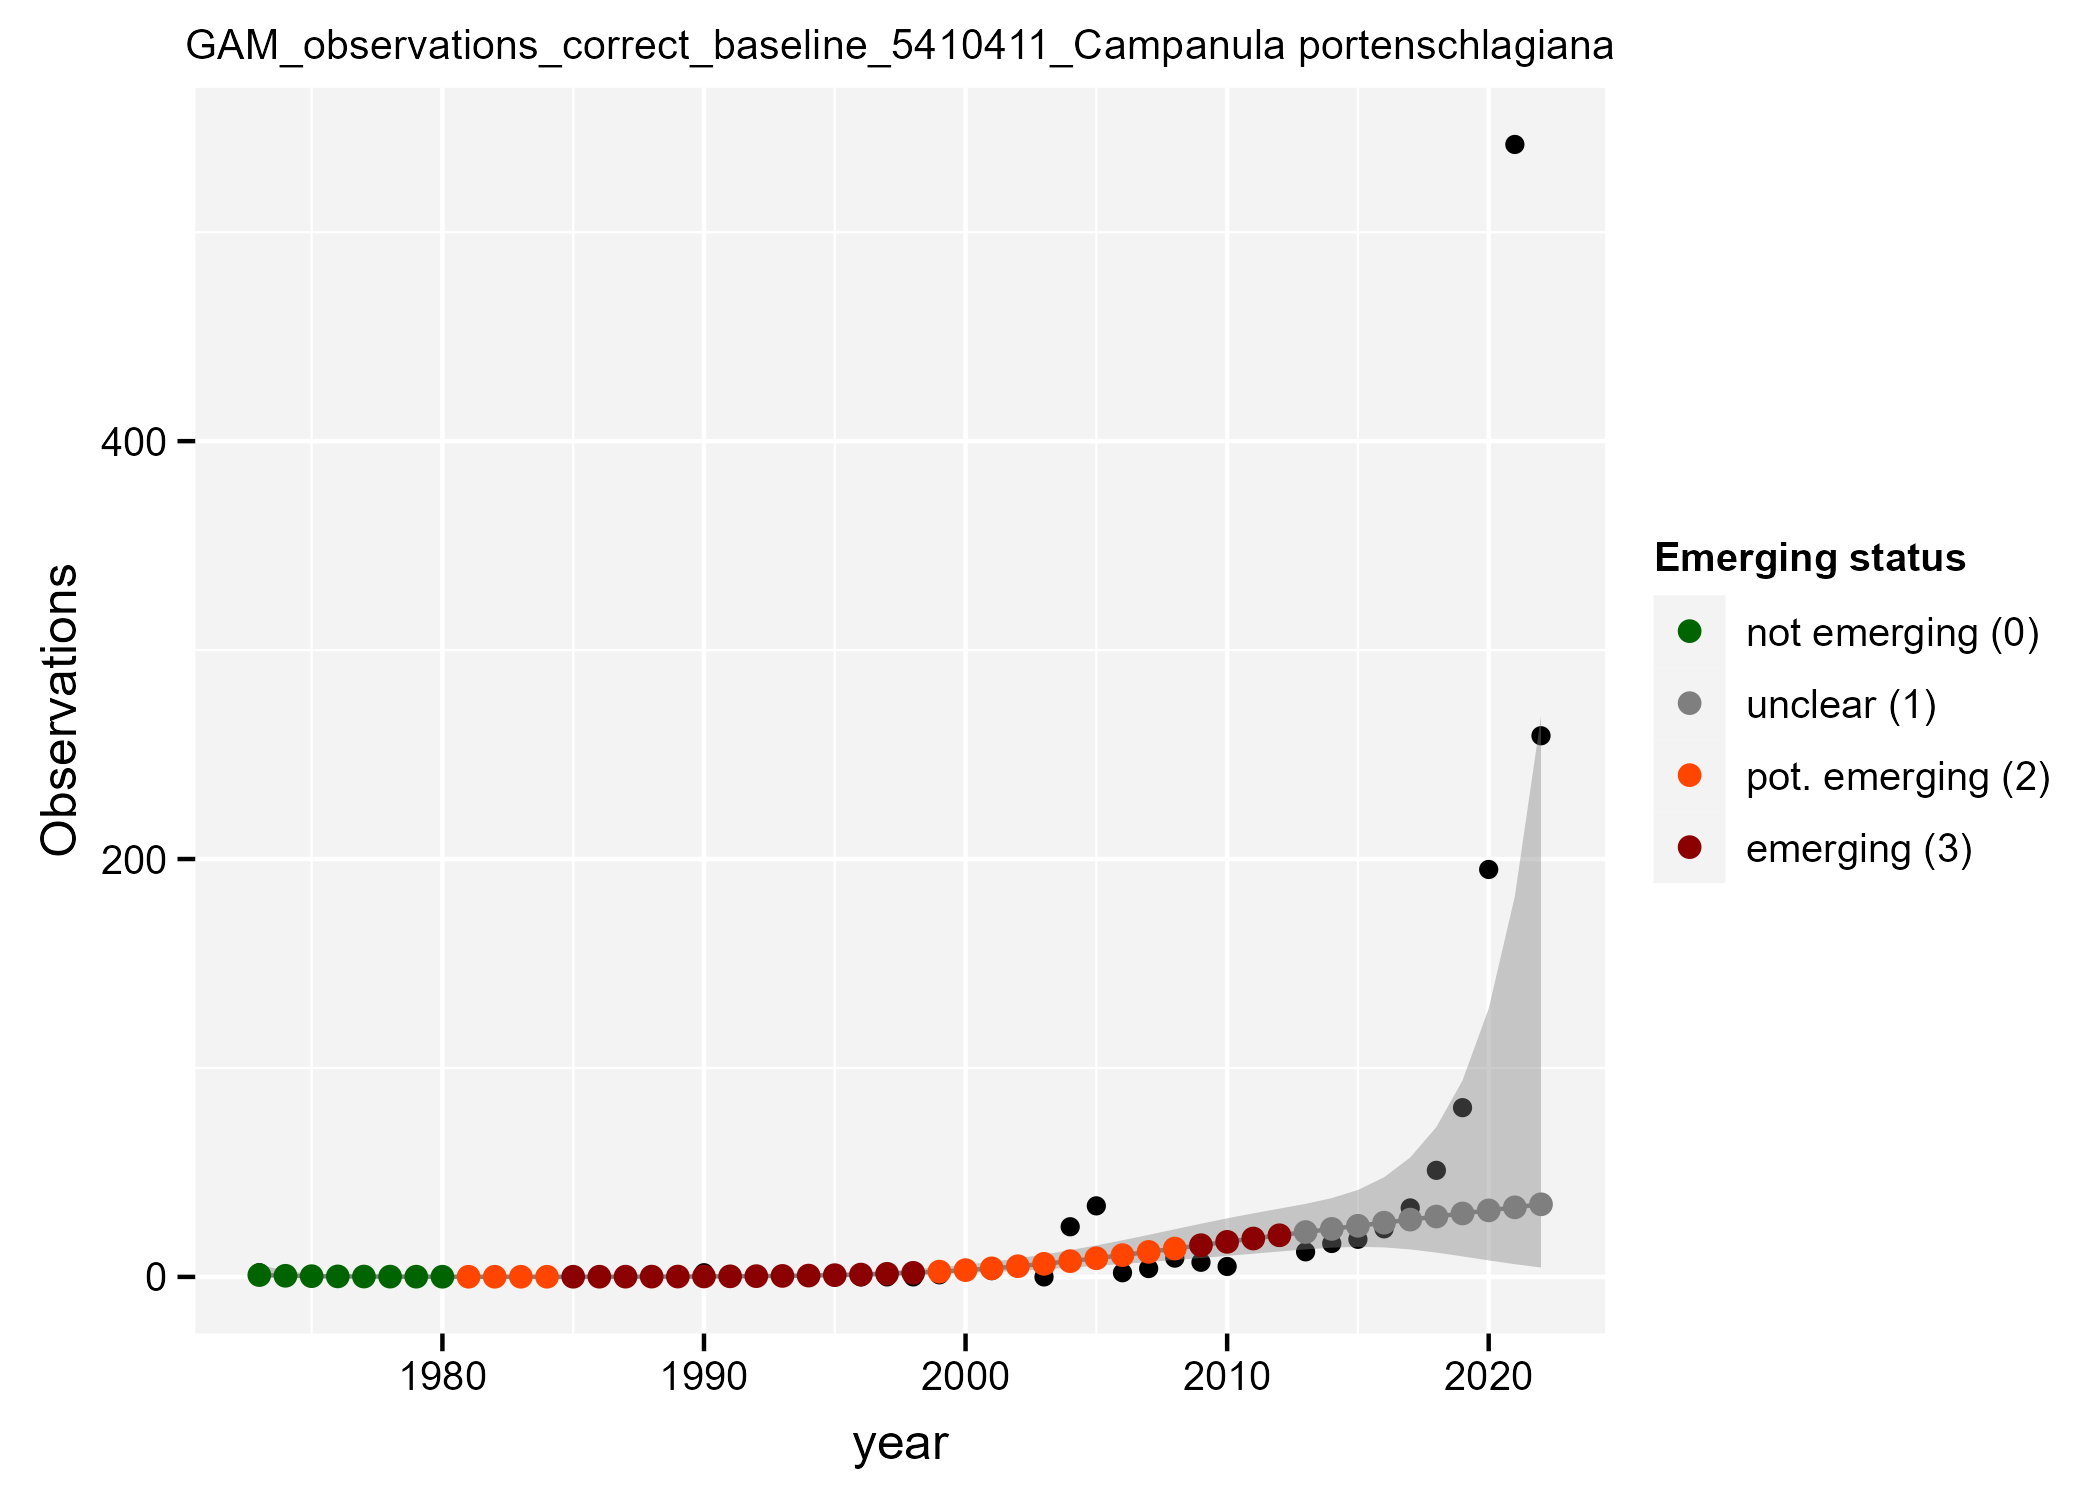 GAM_observations_correct_baseline_5410411_Campanula portenschlagiana
Observations
400
200
0
1980 1990 2000 2010 2020
year
Emerging status
not emerging (0)
unclear (1)
pot. emerging (2)
emerging (3)